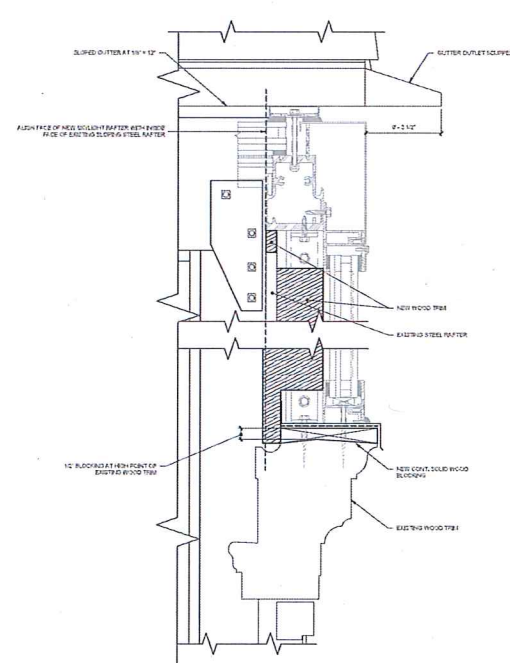 SLOPED GUTTER AT 1/4" = 12"
GUTTER OUTLET SCUPPER
ALIGN FACE OF NEW SKYLIGHT RAFTER WITH INSIDE
FACE OF EXISTING SLOPING STEEL RAFTER
NEW WOOD TRIM
EXISTING STEEL RAFTER
1/2" BLOCKING AT HIGH POINT OF
EXISTING WOOD TRIM
NEW CONT. SOLID WOOD
BLOCKING
EXISTING WOOD TRIM